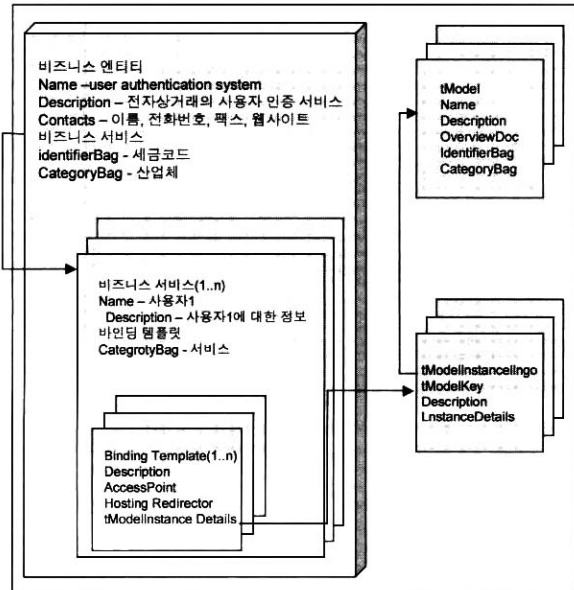 비즈니스 엔티티
Name –user authentication system
Description – 전자상거래의 사용자 인증 서비스
Contacts – 이름, 전화번호, 팩스, 웹사이트
비즈니스 서비스
identifierBag - 세금코드
CategoryBag - 산업체
비즈니스 서비스(1..n)
Name – 사용자1
Description – 사용자1에 대한 정보
바인딩 템플릿
CategrotyBag - 서비스
Binding Template(1..n)
Description
AccessPoint
Hosting Redirector
tModelInstance Details
tModel
Name
Description
OverviewDoc
IdentifierBag
CategoryBag
tModelInstanceIngo
tModelKey
Description
LnstanceDetails